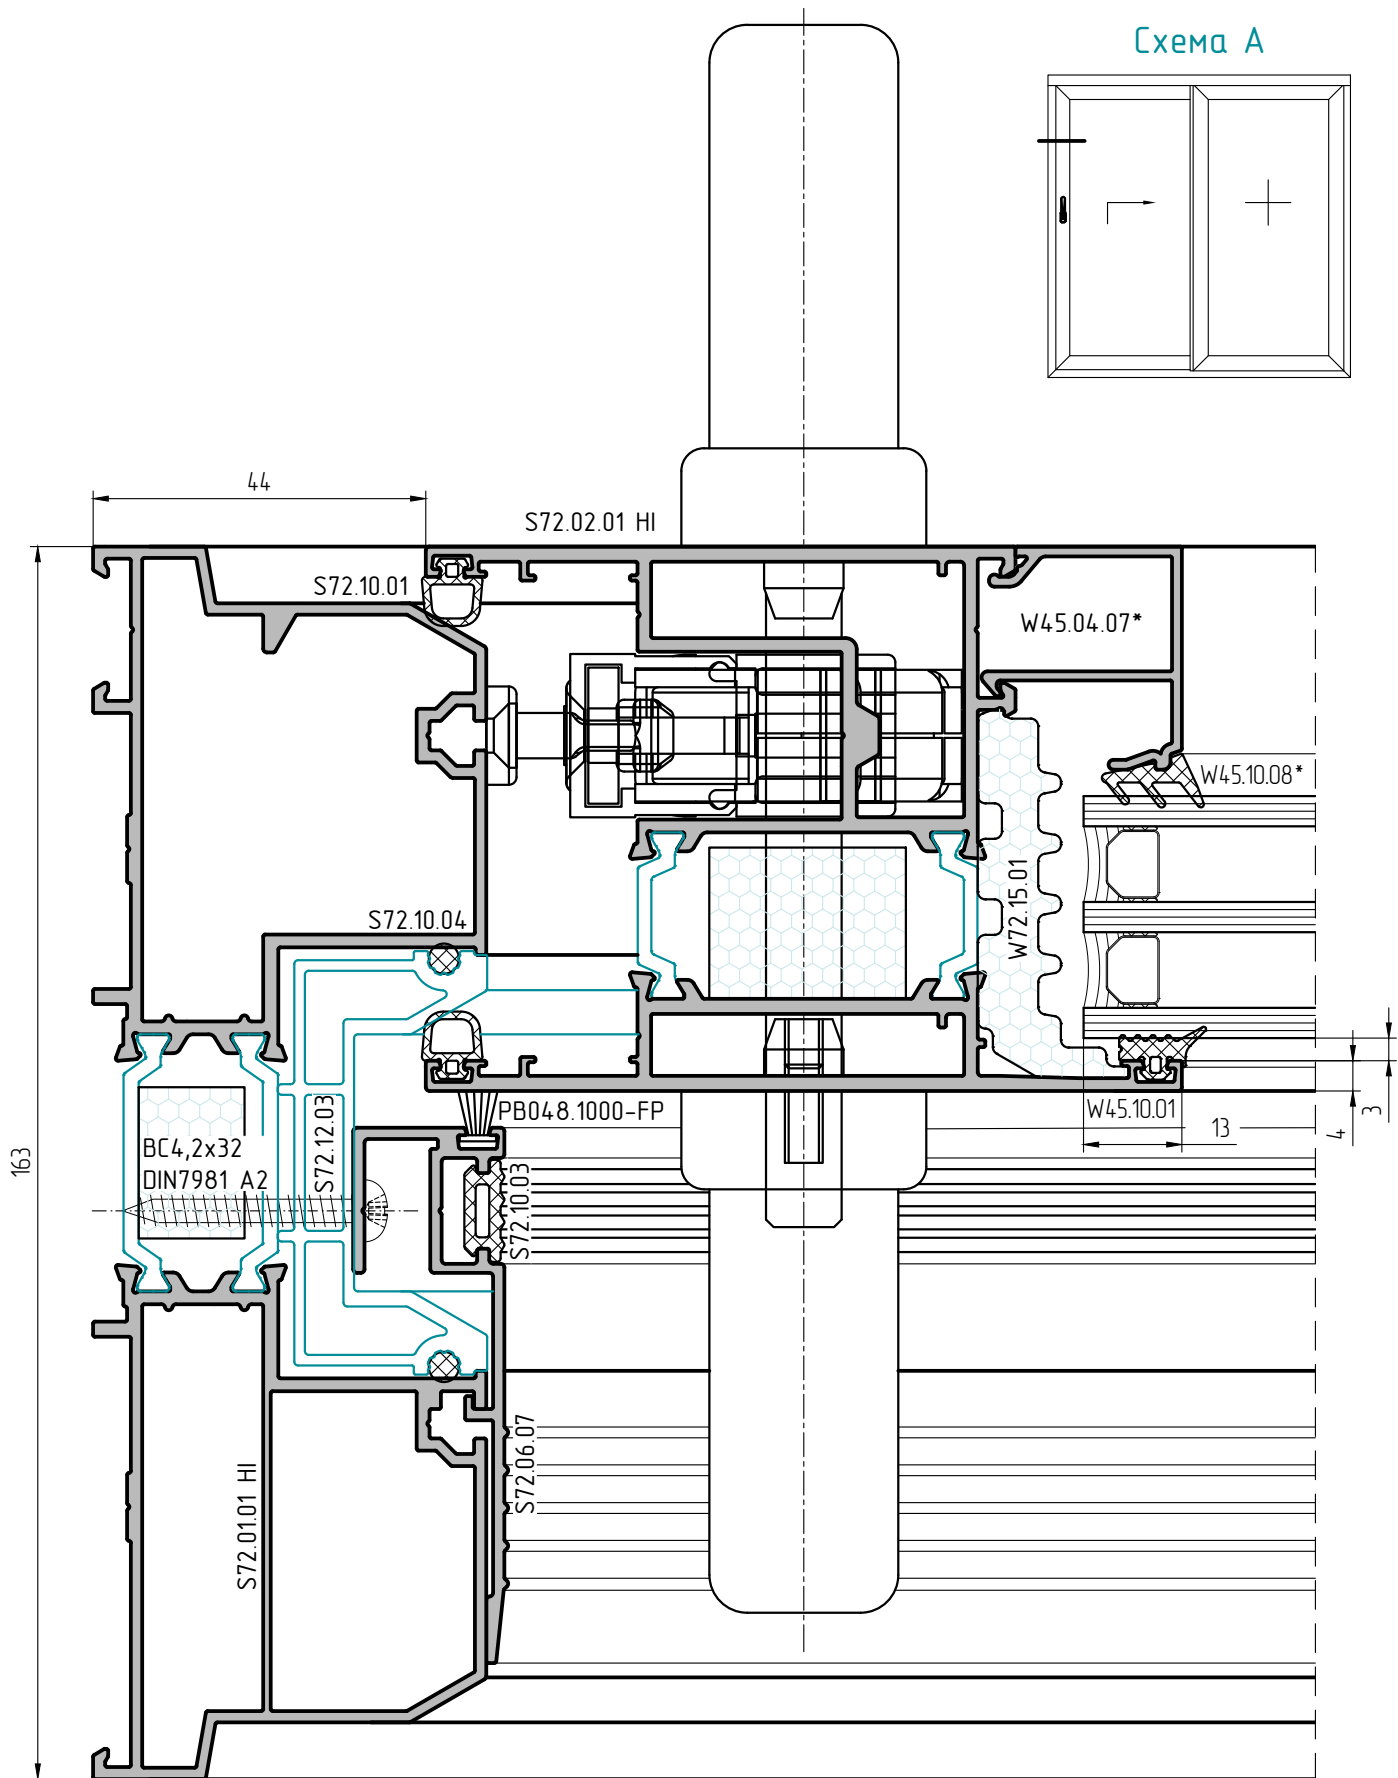 Схема А
44
S72.02.01 HI
S72.10.01
W45.04.07*
W45.10.08*
S72.10.04
W72.15.01
W45.10.01
13
4
3
PB048.1000-FP
S72.12.03
BC4,2x32
DIN7981 A2
S72.10.03
163
S72.06.07
S72.01.01 HI